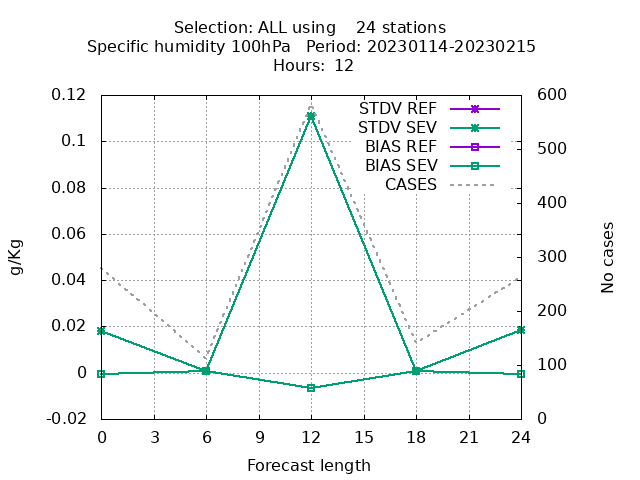 Selection: ALL using    24 stations
Specific humidity 100hPa   Period: 20230114-20230215
Hours:  12
0.12
0.1
0.08
0.06
0.04
0.02
0
-0.02
600
500
400
300
200
100
0
STDV REF
STDV SEV
BIAS REF
BIAS SEV
CASES
g/Kg
No cases
0 3 6 9 12 15 18 21 24
Forecast length